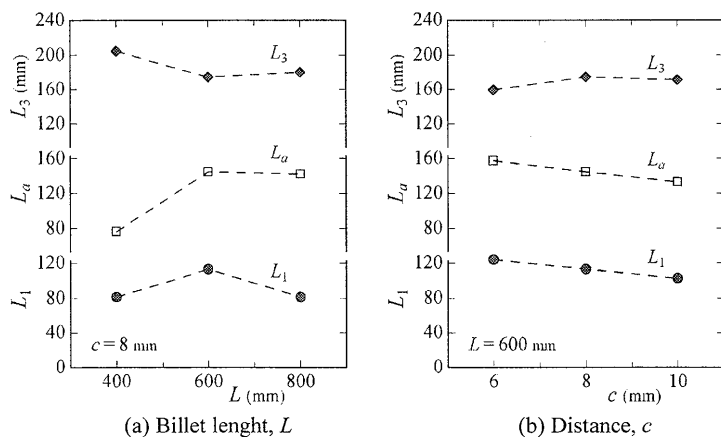 240
200
160
120
160
80
120
80
40
0
L3 (mm)
La (mm)
L1
L3
La
L1
c = 8 mm
400 600 800
L (mm)
(a) Billet lenght, L
240
200
160
120
160
80
120
80
40
0
L3 (mm)
La
L1
L3
La
L1
L = 600 mm
6 8 10
c (mm)
(b) Distance, c